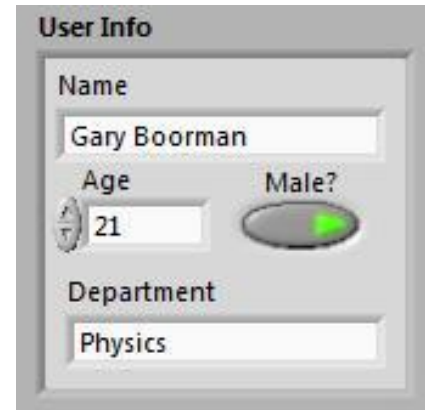 User Info
Name
Gary Boorman
Age Male?
21
Department
Physics